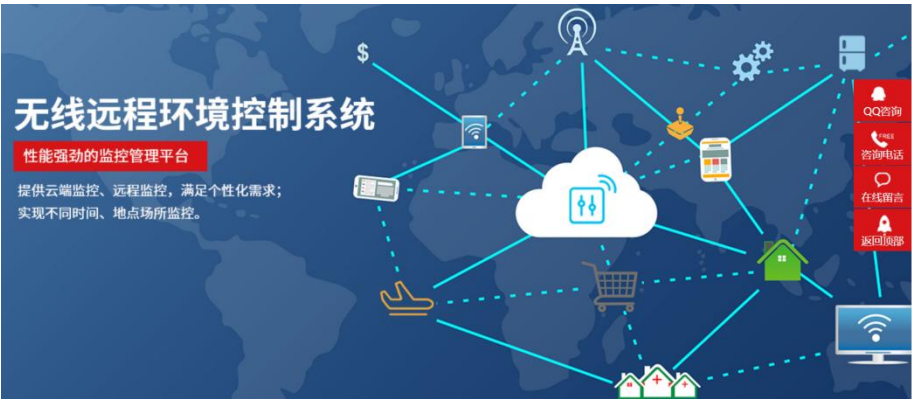 无线远程环境控制系统
性能强劲的监控管理平台
提供云端监控、远程监控，满足个性化需求；
实现不同时间、地点场所监控。
$
QQ咨询
FREE
咨询电话
在线留言
返回顶部